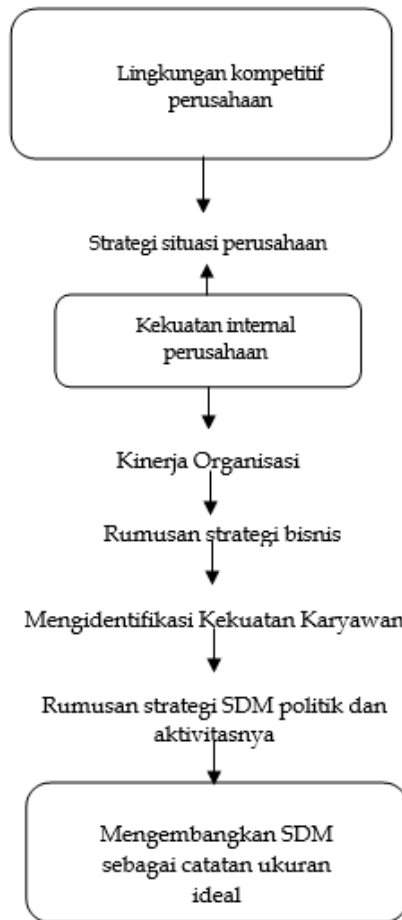 Lingkungan kompetitif
perusahaan
Strategi situasi perusahaan
Kekuatan internal
perusahaan
Kinerja Organisasi
Rumusan strategi bisnis
Mengidentifikasi Kekuatan Karyawan
Rumusan strategi SDM politik dan
aktivitasnya
Mengembangkan SDM
sebagai catatan ukuran
ideal